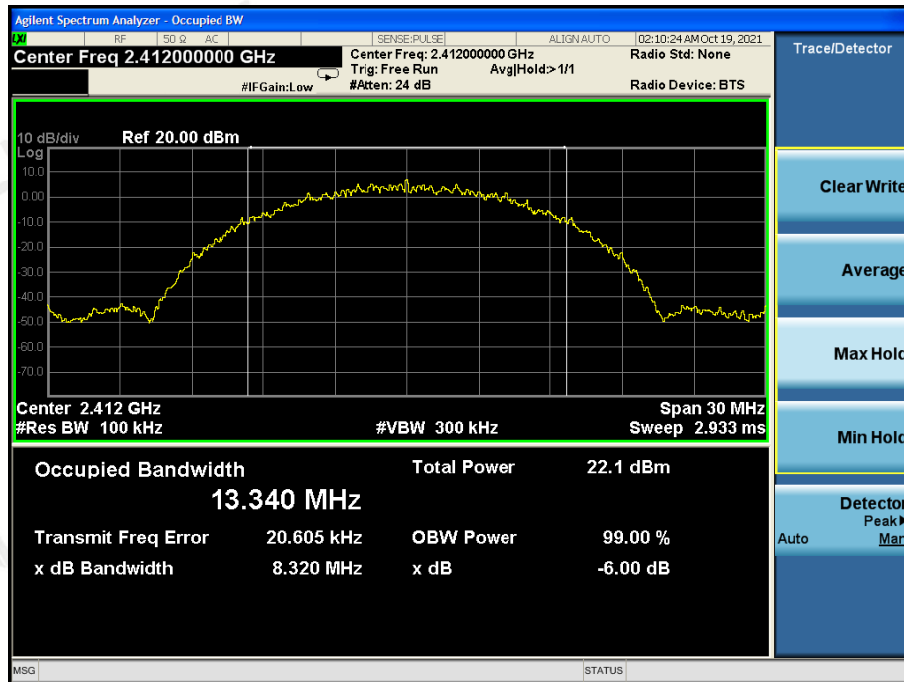 Agilent Spectrum Analyzer - Occupied BW
LXI RF 50 Ω AC SENSE:PULSE ALIGN AUTO 02:10:24 AM Oct 19, 2021
Center Freq 2.412000000 GHz
Center Freq: 2.412000000 GHz
Radio Std: None
Trig: Free Run Avg|Hold:>1/1
#IFGain:Low #Atten: 24 dB Radio Device: BTS
Trace/Detector
10 dB/div Ref 20.00 dBm
Log
10.0
0.00
-10.0
-20.0
-30.0
-40.0
-50.0
-60.0
-70.0
Center 2.412 GHz Span 30 MHz
#Res BW 100 kHz #VBW 300 kHz Sweep 2.933 ms
Occupied Bandwidth Total Power 22.1 dBm
13.340 MHz
Transmit Freq Error 20.605 kHz OBW Power 99.00 %
x dB Bandwidth 8.320 MHz x dB -6.00 dB
Clear Write
Average
Max Hold
Min Hold
Detector
Peak
Auto Man
MSG STATUS